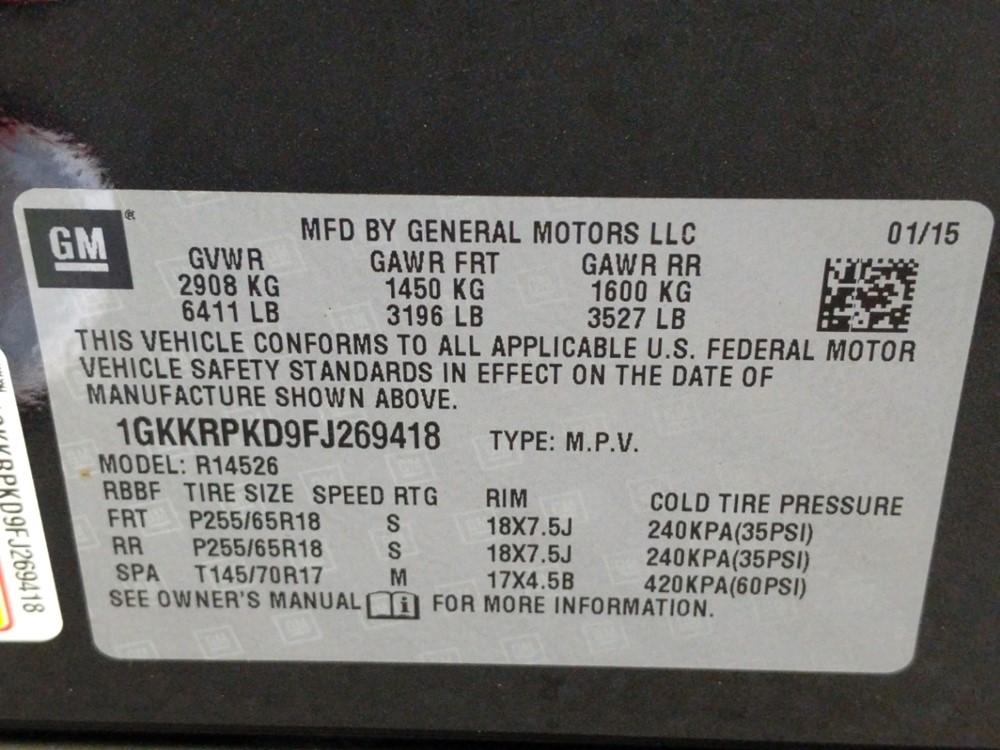 GM ®
MFD BY GENERAL MOTORS LLC 01/15
GVWR GAWR FRT GAWR RR
2908 KG 1450 KG 1600 KG
6411 LB 3196 LB 3527 LB
THIS VEHICLE CONFORMS TO ALL APPLICABLE U.S. FEDERAL MOTOR
VEHICLE SAFETY STANDARDS IN EFFECT ON THE DATE OF
MANUFACTURE SHOWN ABOVE.
1GKKRPKD9FJ269418 TYPE: M.P.V.
MODEL: R14526
RBBF TIRE SIZE SPEED RTG RIM COLD TIRE PRESSURE
FRT P255/65R18 S 18X7.5J 240KPA(35PSI)
RR P255/65R18 S 18X7.5J 240KPA(35PSI)
SPA T145/70R17 M 17X4.5B 420KPA(60PSI)
SEE OWNER'S MANUAL i FOR MORE INFORMATION.
KKRPKD9FJ269418